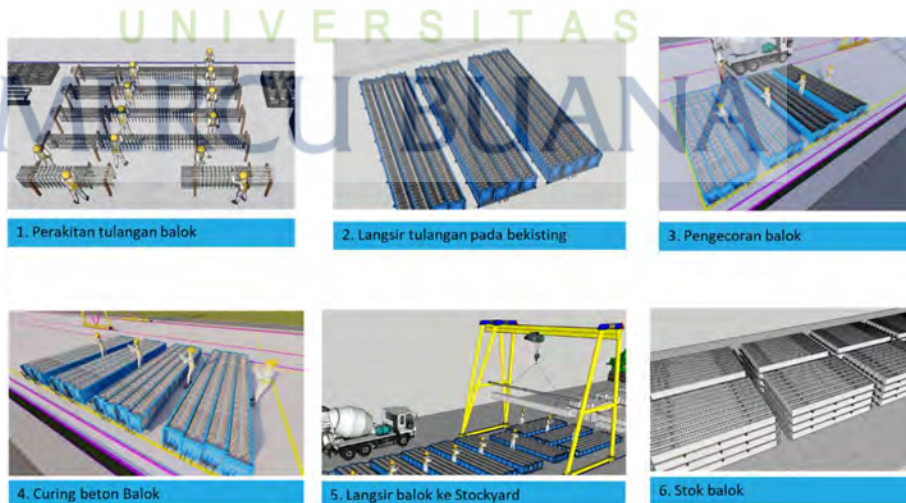 UNIVERSITAS
MERCU BUANA
1. Perakitan tulangan balok
2. Langsir tulangan pada bekisting
3. Pengecoran balok
4. Curing beton Balok
5. Langsir balok ke Stockyard
6. Stok balok